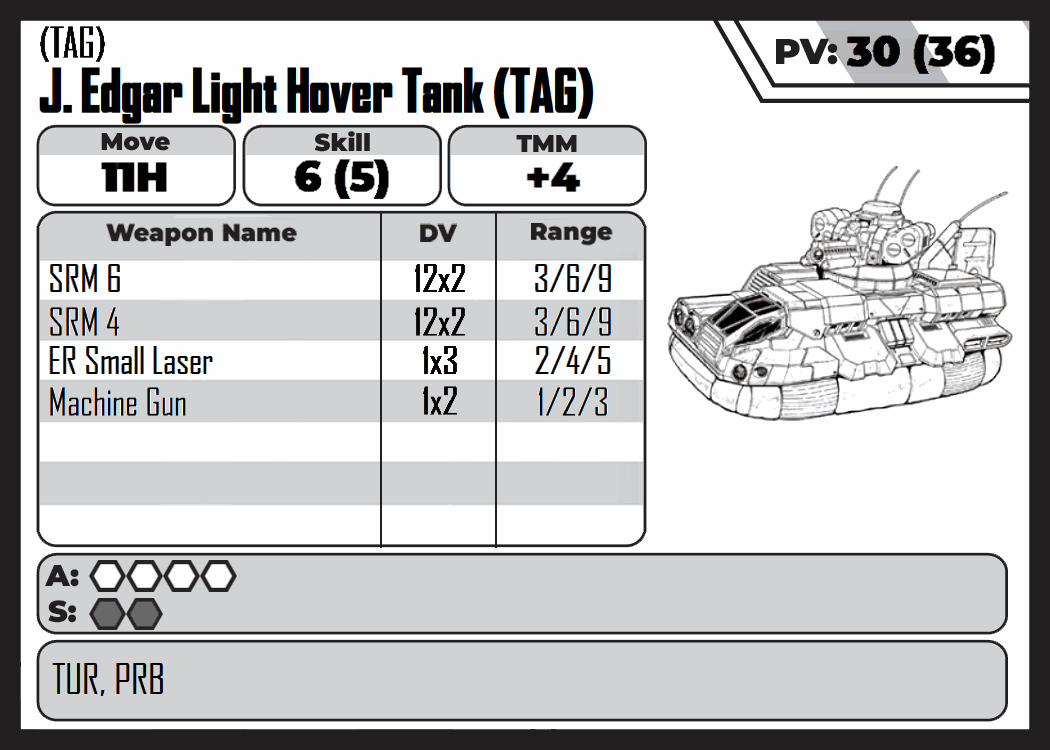 (TAG)
J. Edgar Light Hover Tank (TAG)
PV: 30 (36)
Move Skill TMM
11H 6 (5) +4
Weapon Name DV Range
SRM 6 12x2 3/6/9
SRM 4 12x2 3/6/9
ER Small Laser 1x3 2/4/5
Machine Gun 1x2 1/2/3
A:
S:
TUR, PRB